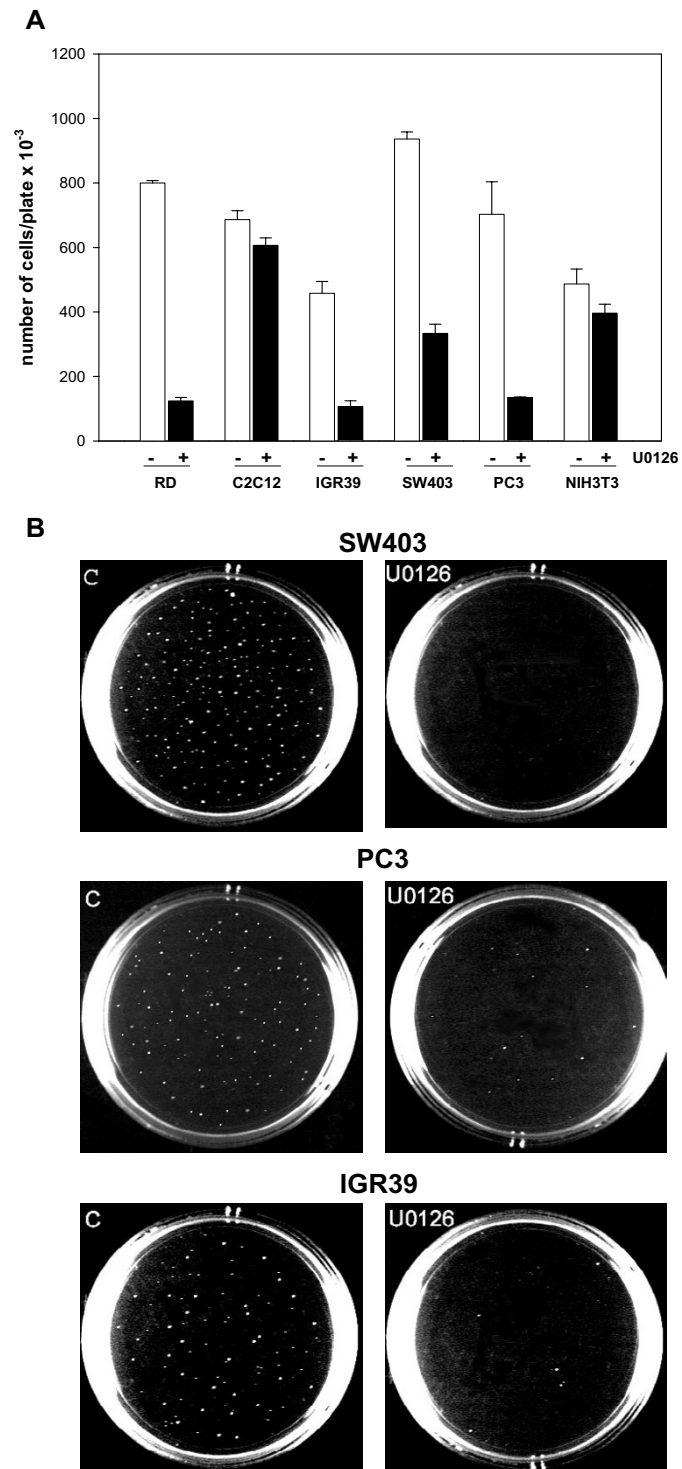 A
1200
1000
800
600
400
200
0
number of cells/plate x 10-3
- + - + - + - + - + - + U0126
RD C2C12 IGR39 SW403 PC3 NIH3T3
B
SW403
C U0126
PC3
C U0126
IGR39
C U0126